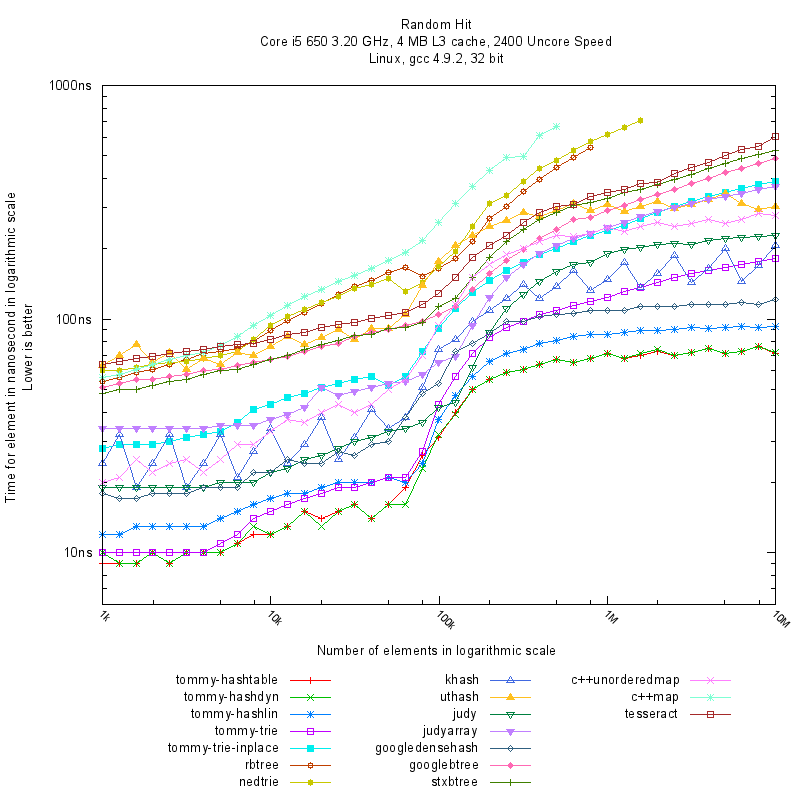 Random Hit
Core i5 650 3.20 GHz, 4 MB L3 cache, 2400 Uncore Speed
Linux, gcc 4.9.2, 32 bit
1000ns
100ns
10ns
Time for element in nanosecond in logarithmic scale
Lower is better
1k
10k
100k
1M
10M
Number of elements in logarithmic scale
tommy-hashtable
tommy-hashdyn
tommy-hashlin
tommy-trie
tommy-trie-inplace
rbtree
nedtrie
khash
uthash
judy
judyarray
googledensehash
googlebtree
stxbtree
c++unorderedmap
c++map
tesseract